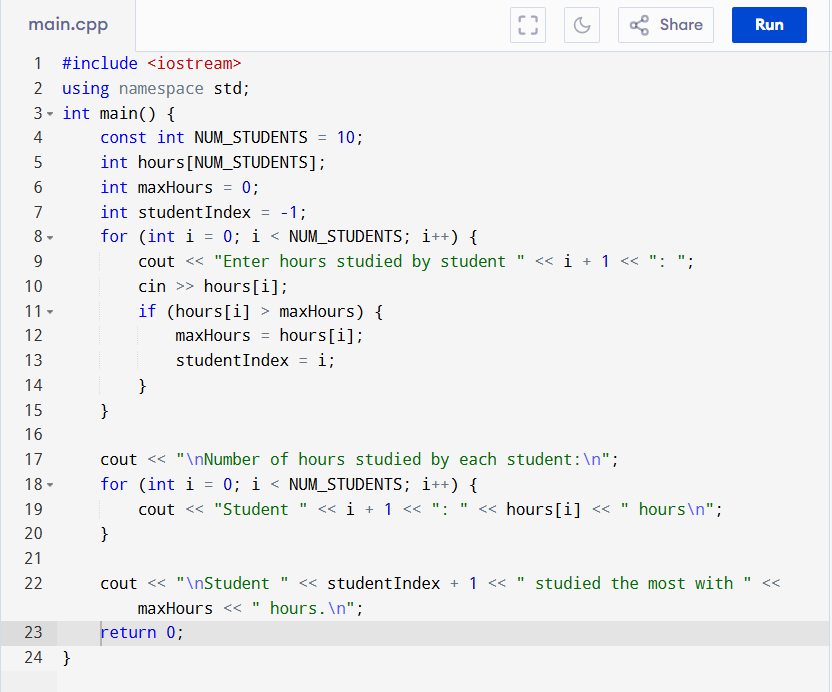 main.cpp
Share
Run
1 #include <iostream>
2 using namespace std;
3 int main() {
4     const int NUM_STUDENTS = 10;
5     int hours[NUM_STUDENTS];
6     int maxHours = 0;
7     int studentIndex = -1;
8     for (int i = 0; i < NUM_STUDENTS; i++) {
9         cout << "Enter hours studied by student " << i + 1 << ": ";
10         cin >> hours[i];
11         if (hours[i] > maxHours) {
12             maxHours = hours[i];
13             studentIndex = i;
14         }
15     }
16
17     cout << "\nNumber of hours studied by each student:\n";
18     for (int i = 0; i < NUM_STUDENTS; i++) {
19         cout << "Student " << i + 1 << ": " << hours[i] << " hours\n";
20     }
21
22     cout << "\nStudent " << studentIndex + 1 << " studied the most with " <<
        maxHours << " hours.\n";
23     return 0;
24 }